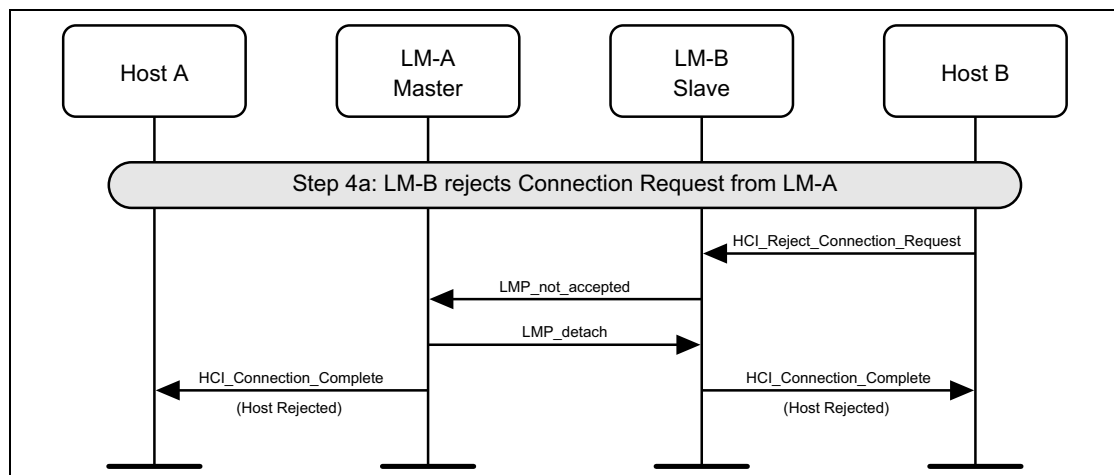 Host A
LM-A
Master
LM-B
Slave
Host B
Step 4a: LM-B rejects Connection Request from LM-A
HCI_Reject_Connection_Request
LMP_not_accepted
LMP_detach
HCI_Connection_Complete
(Host Rejected)
HCI_Connection_Complete
(Host Rejected)